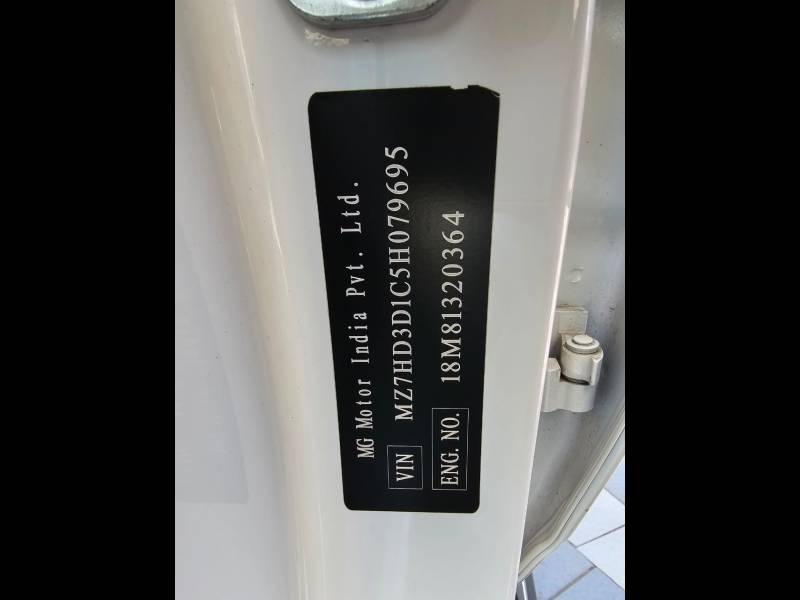 MG Motor India Pvt. Ltd.
VIN MZ7HD3D1C5H079695
ENG. NO. 18M81320364